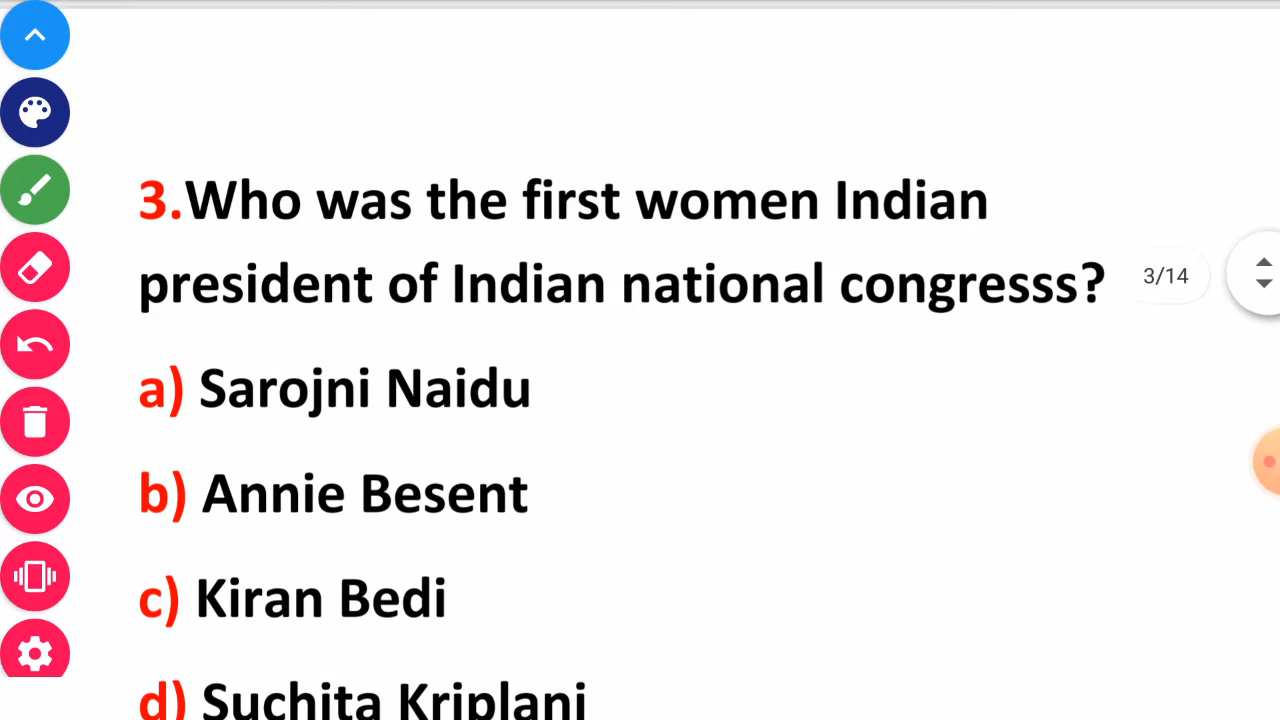 3.Who was the first women Indian
president of Indian national congresss?
3/14
a) Sarojni Naidu
b) Annie Besent
c) Kiran Bedi
d) Suchita Kriplani